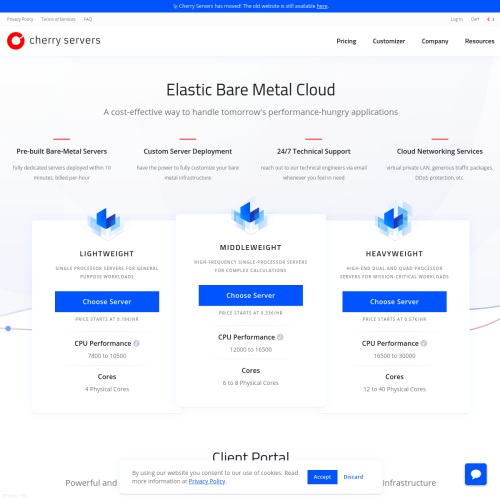 Cherry Servers has moved! The old website is still available here.
Privacy Policy Terms of Services FAQ Log In Cart
cherry servers Pricing Customizer Company Resources
Elastic Bare Metal Cloud
A cost-effective way to handle tomorrow's performance-hungry applications
Pre-built Bare-Metal Servers
fully dedicated servers deployed within 10
minutes, billed per-hour
Custom Server Deployment
have the power to fully customize your bare
metal infrastructure
24/7 Technical Support
reach out to our technical engineers via email
whenever you feel in need
Cloud Networking Services
virtual private LAN, generous traffic packages,
DDoS protection, etc.
LIGHTWEIGHT
SINGLE PROCESSOR SERVERS FOR GENERAL
PURPOSE WORKLOADS
Choose Server
PRICE STARTS AT 0.19€/HR
CPU Performance
7800 to 10500
Cores
4 Physical Cores
MIDDLEWEIGHT
HIGH-FREQUENCY SINGLE-PROCESSOR SERVERS
FOR COMPLEX CALCULATIONS
Choose Server
PRICE STARTS AT 0.33€/HR
CPU Performance
12000 to 16500
Cores
6 to 8 Physical Cores
HEAVYWEIGHT
HIGH-END DUAL AND QUAD PROCESSOR
SERVERS FOR MISSION-CRITICAL WORKLOADS
Choose Server
PRICE STARTS AT 0.57€/HR
CPU Performance
16500 to 30000
Cores
12 to 40 Physical Cores
Client Portal
Powerful and
By using our website you consent to our use of cookies. Read
more information at Privacy Policy.
Accept
Discard